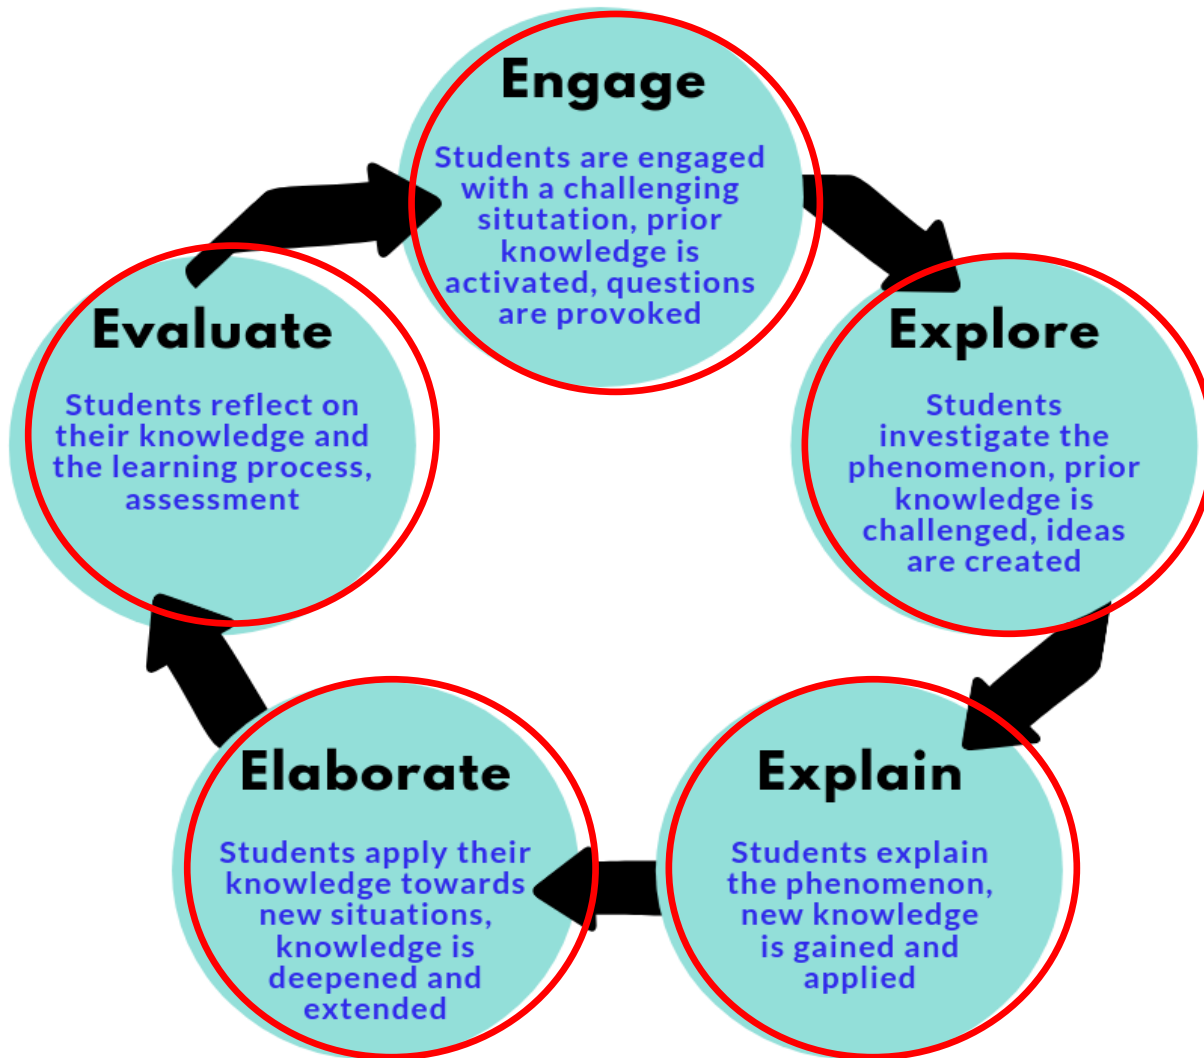 Engage
Students are engaged
with a challenging
situtation, prior
knowledge is
activated, questions
are provoked
Explore
Students
investigate the
phenomenon, prior
knowledge is
challenged, ideas
are created
Explain
Students explain
the phenomenon,
new knowledge
is gained and
applied
Elaborate
Students apply their
knowledge towards
new situations,
knowledge is
deepened and
extended
Evaluate
Students reflect on
their knowledge and
the learning process,
assessment